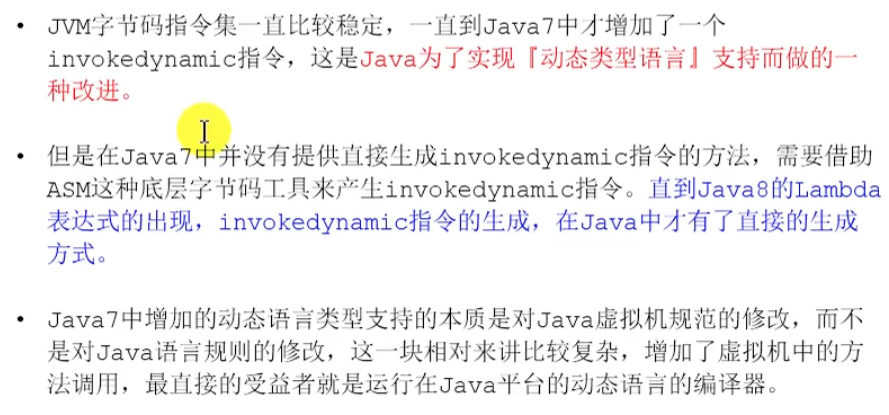 • JVM字节码指令集一直比较稳定，一直到Java7中才增加了一个
invokedynamic指令，这是Java为了实现『动态类型语言』支持而做的一
种改进。
• 但是在Java7中并没有提供直接生成invokedynamic指令的方法，需要借助
ASM这种底层字节码工具来产生invokedynamic指令。直到Java8的Lambda
表达式的出现，invokedynamic指令的生成，在Java中才有了直接的生成
方式。
• Java7中增加的动态语言类型支持的本质是对Java虚拟机规范的修改，而不
是对Java语言规则的修改，这一块相对来讲比较复杂，增加了虚拟机中的方
法调用，最直接的受益者就是运行在Java平台的动态语言的编译器。